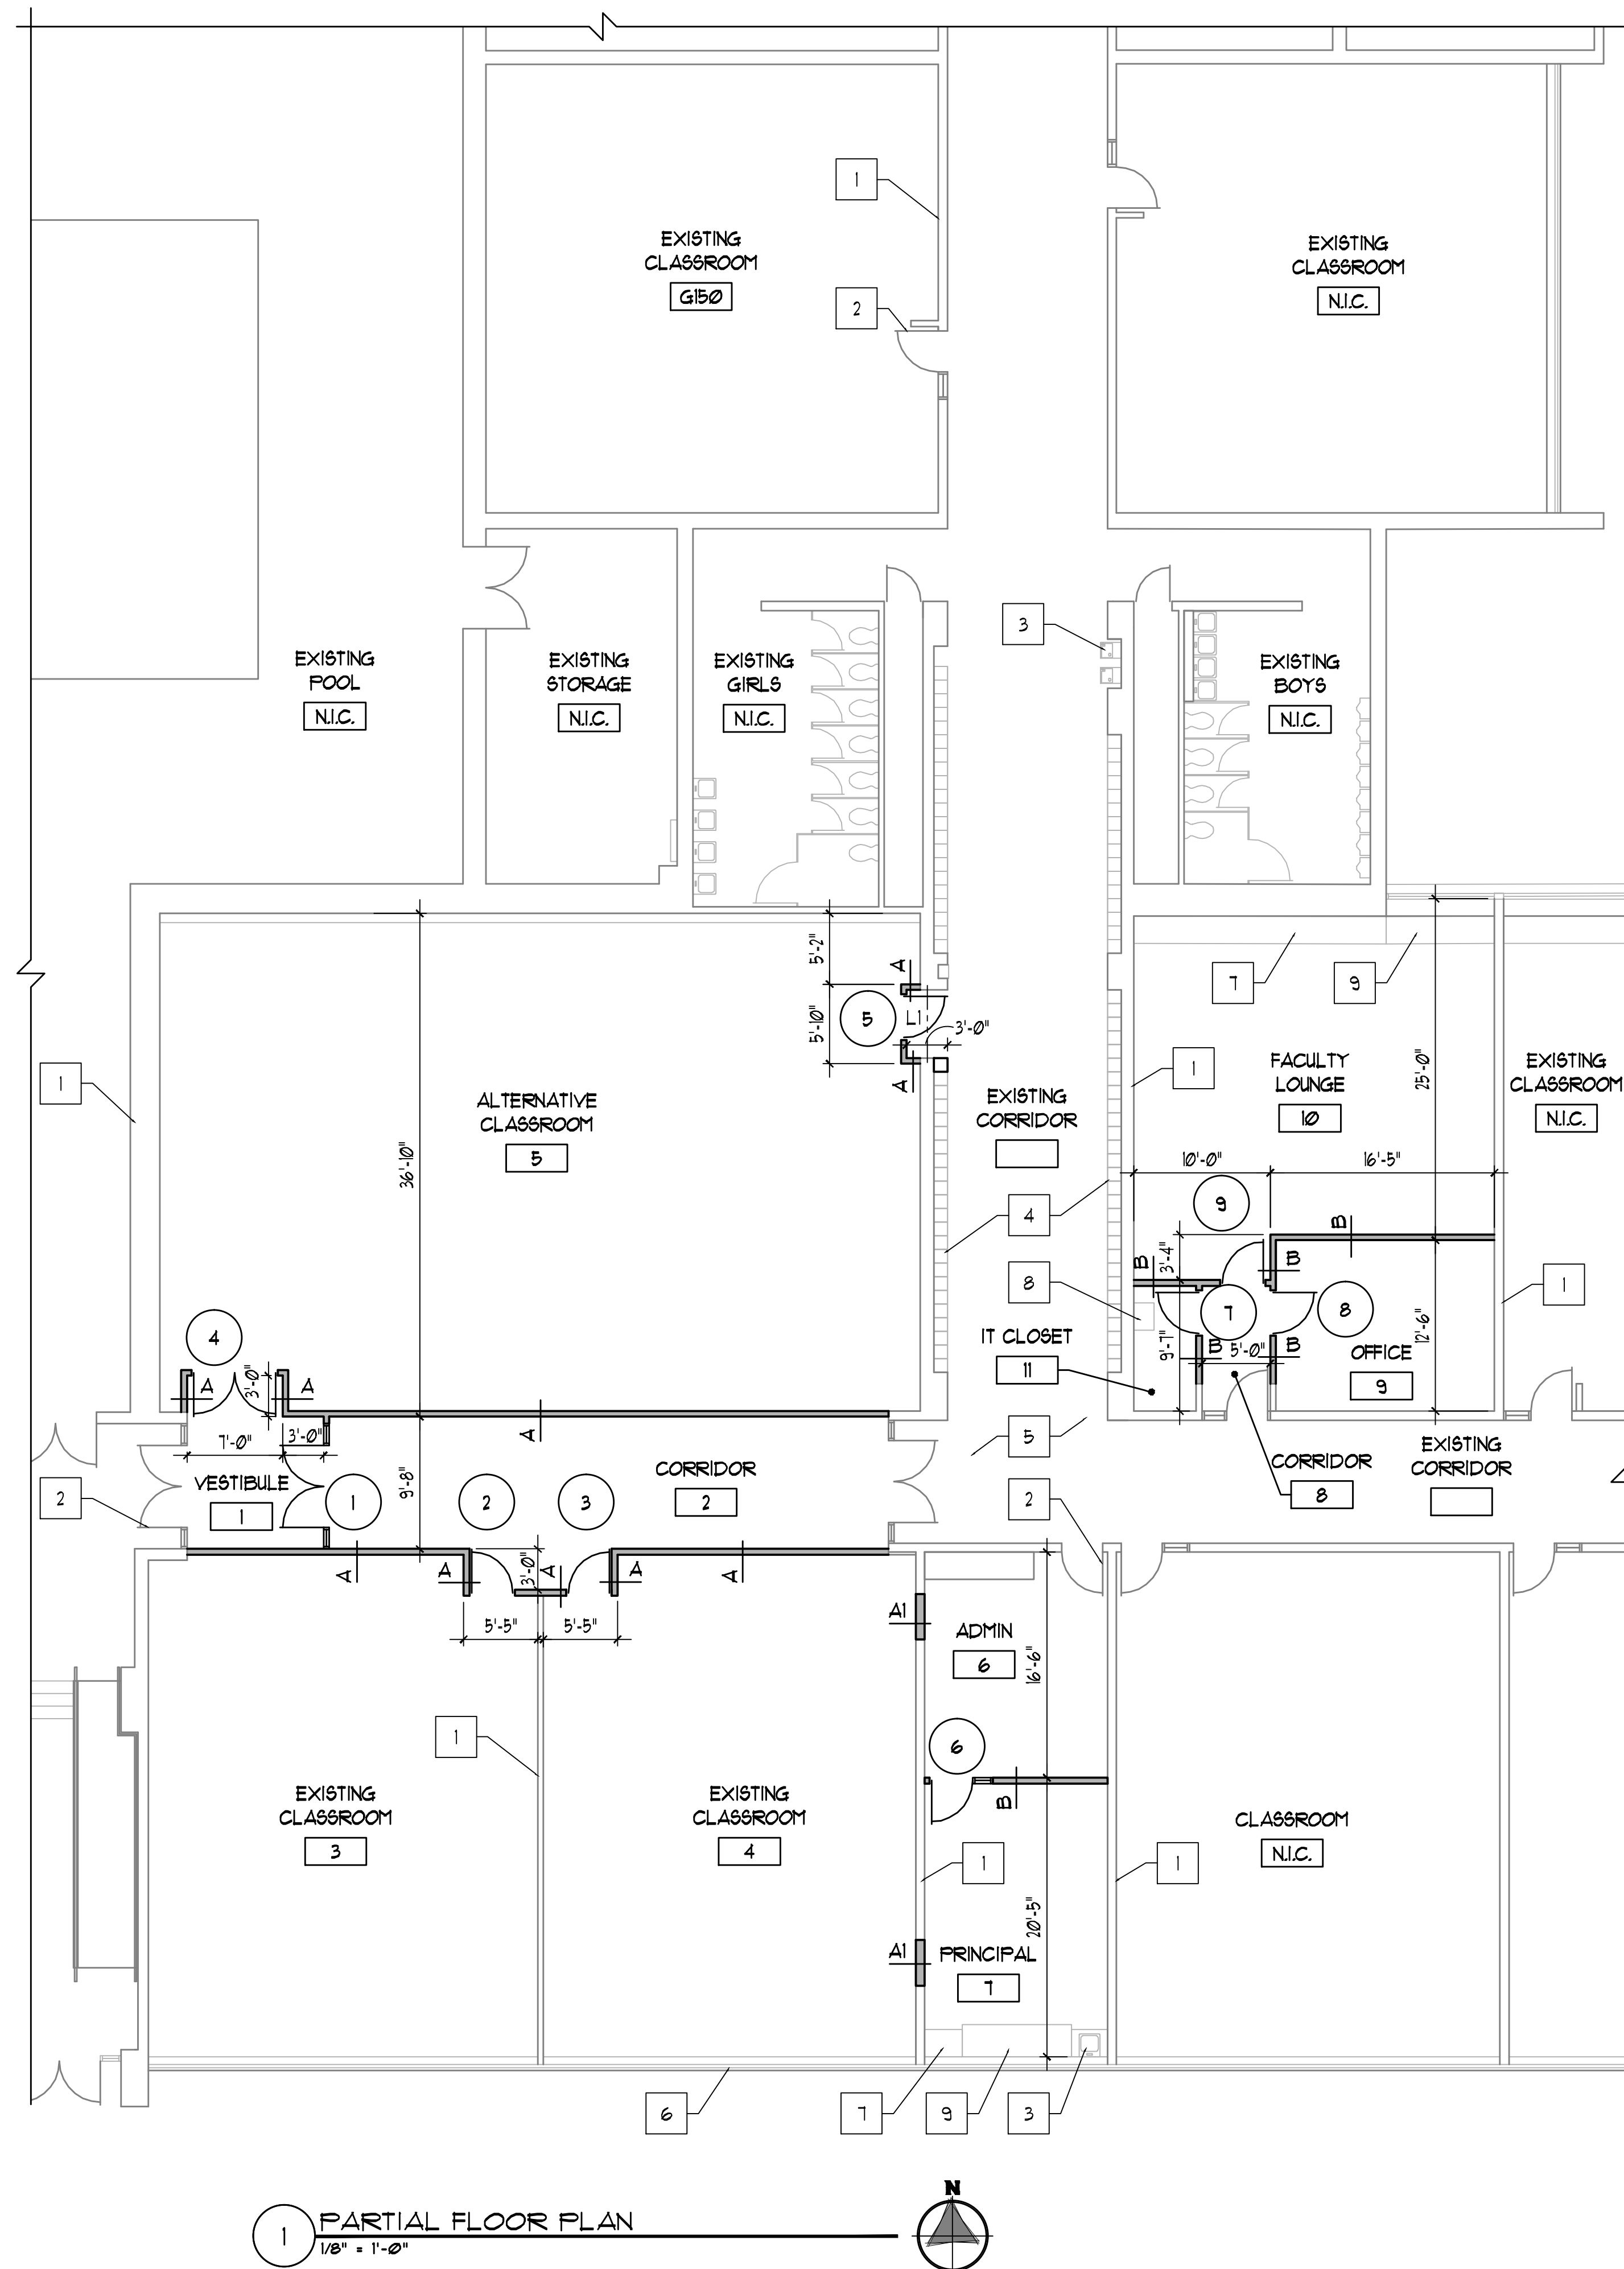 1
EXISTING
CLASSROOM
G150
2
EXISTING
CLASSROOM
N.I.C.
3
EXISTING
POOL
N.I.C.
EXISTING
STORAGE
N.I.C.
EXISTING
GIRLS
N.I.C.
EXISTING
BOYS
N.I.C.
5'-2"
A
5'-10"
5
L1
3'-0"
A
7
9
1
1
ALTERNATIVE
CLASSROOM
5
36'-10"
EXISTING
CORRIDOR
FACULTY
LOUNGE
10
25'-0"
EXISTING
CLASSROOM
N.I.C.
10'-0"
16'-5"
4
9
B
3'-4"
B
B
8
7
8
1
IT CLOSET
11
9'-7"
B
5'-0"
B
12'-6"
OFFICE
9
4
A
3'-0"
A
A
7'-0"
3'-0"
5
VESTIBULE
1
1
2
3
9'-8"
CORRIDOR
2
2
2
CORRIDOR
8
EXISTING
CORRIDOR
A
A
3'-0"
A
A
A
5'-5"
5'-5"
A1
ADMIN
6
16'-6"
1
6
B
EXISTING
CLASSROOM
3
EXISTING
CLASSROOM
4
CLASSROOM
N.I.C.
1
1
20'-5"
A1
PRINCIPAL
7
6
7
9
3
N
1
PARTIAL FLOOR PLAN
1/8" = 1'-0"